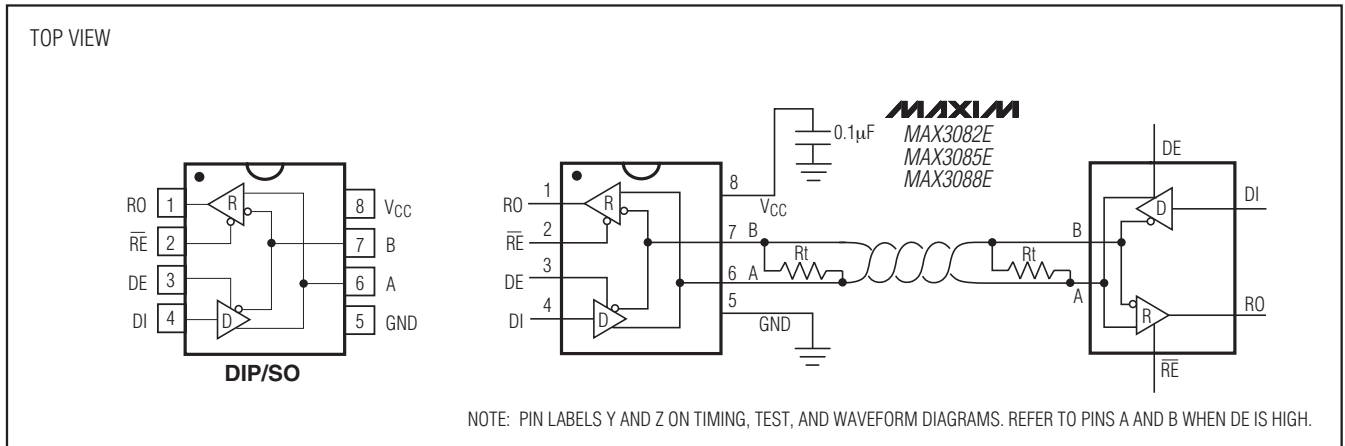 TOP VIEW
RO 1
RE 2
DE 3
DI 4
8 VCC
7 B
6 A
5 GND
R
D
DIP/SO
RO 1
RE 2
DE 3
DI 4
R
D
8
VCC
7 B
6 A
5
GND
0.1µF
MAXIM
MAX3082E
MAX3085E
MAX3088E
Rt
Rt
B
A
DE
DI
D
R
RO
RE
NOTE: PIN LABELS Y AND Z ON TIMING, TEST, AND WAVEFORM DIAGRAMS. REFER TO PINS A AND B WHEN DE IS HIGH.